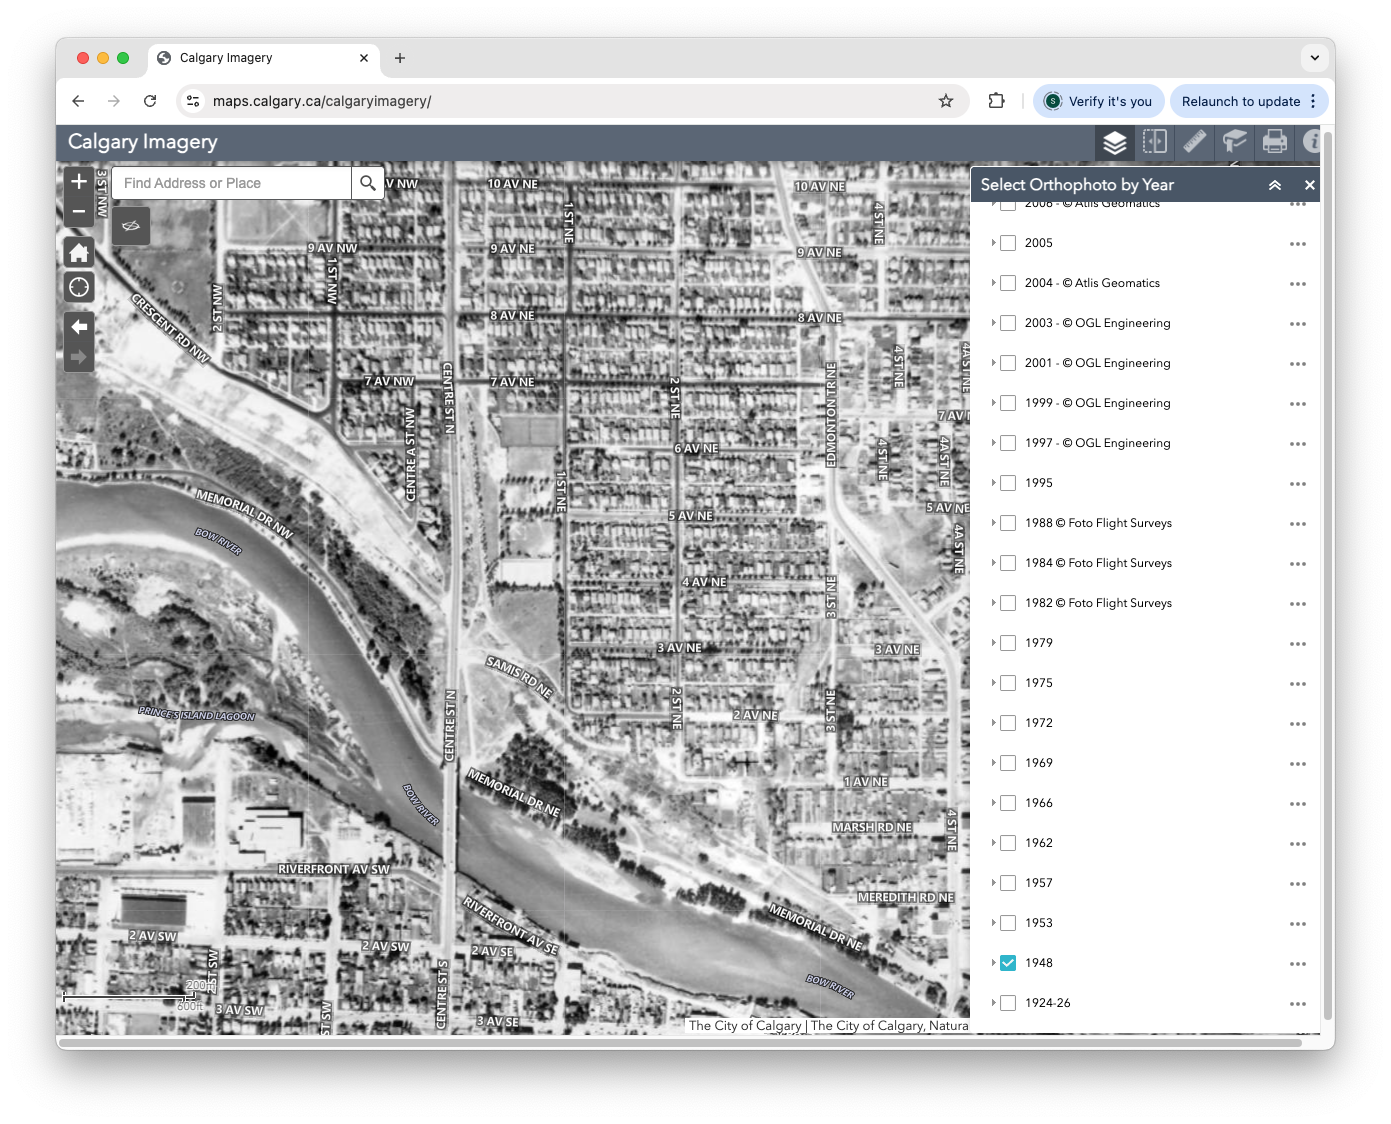 Calgary Imagery
maps.calgary.ca/calgaryimagery/
Verify it's you
Relaunch to update
Calgary Imagery
Find Address or Place
Select Orthophoto by Year
2006 - © Atlis Geomatics
2005
2004 - © Atlis Geomatics
2003 - © OGL Engineering
2001 - © OGL Engineering
1999 - © OGL Engineering
1997 - © OGL Engineering
1995
1988 © Foto Flight Surveys
1984 © Foto Flight Surveys
1982 © Foto Flight Surveys
1979
1975
1972
1969
1966
1962
1957
1953
1948
1924-26
3 ST NW
AV NW
10 AV NE
10 AV NE
1 ST NE
4 ST NE
9 AV NW
9 AV NE
9 AV NE
1 ST NW
2 ST NW
CRESCENT RD NW
8 AV NE
8 AV NE
4 ST NE
4A ST NE
7 AV NW
7 AV NE
CENTRE ST N
2 ST NE
EDMONTON TR NE
7 AV N
CENTRE A ST NW
6 AV NE
4 ST NE
4A ST NE
1 ST NE
MEMORIAL DR NW
5 AV NE
5 AV NE
BOW RIVER
4A ST NE
4 AV NE
3 ST NE
3 AV NE
3 AV NE
SAMIS RD NE
PRINCE'S ISLAND LAGOON
CENTRE ST N
2 ST NE
2 AV NE
3 ST NE
MEMORIAL DR NE
1 AV NE
BOW RIVER
MARSH RD NE
4 ST NE
RIVERFRONT AV SW
MEREDITH RD NE
RIVERFRONT AV SE
MEMORIAL DR NE
2 AV SW
2 AV SW
2 AV SE
ST SW
CENTRE ST S
BOW RIVER
200
600ft
3 AV SW
ST SW
3 AV SE
The City of Calgary | The City of Calgary, Natura